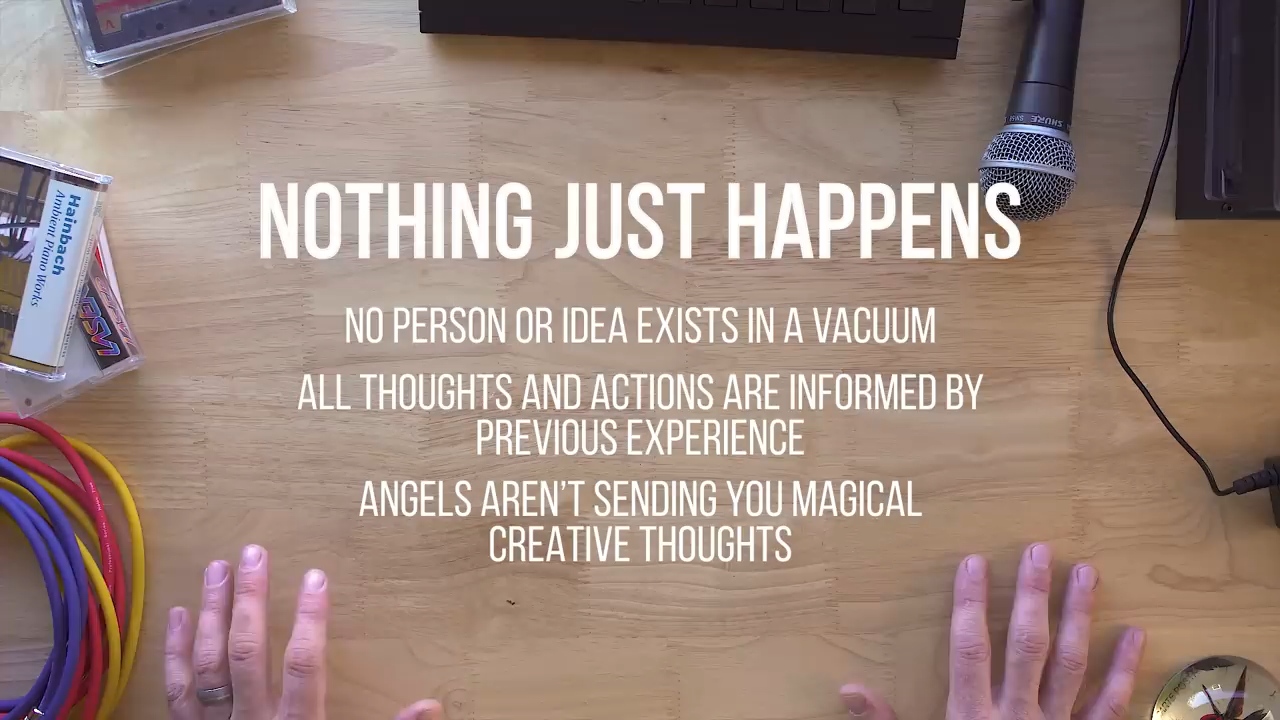 NOTHING JUST HAPPENS
NO PERSON OR IDEA EXISTS IN A VACUUM
ALL THOUGHTS AND ACTIONS ARE INFORMED BY
PREVIOUS EXPERIENCE
ANGELS AREN'T SENDING YOU MAGICAL
CREATIVE THOUGHTS
SHURE
Hainbach
Ambient Piano Works